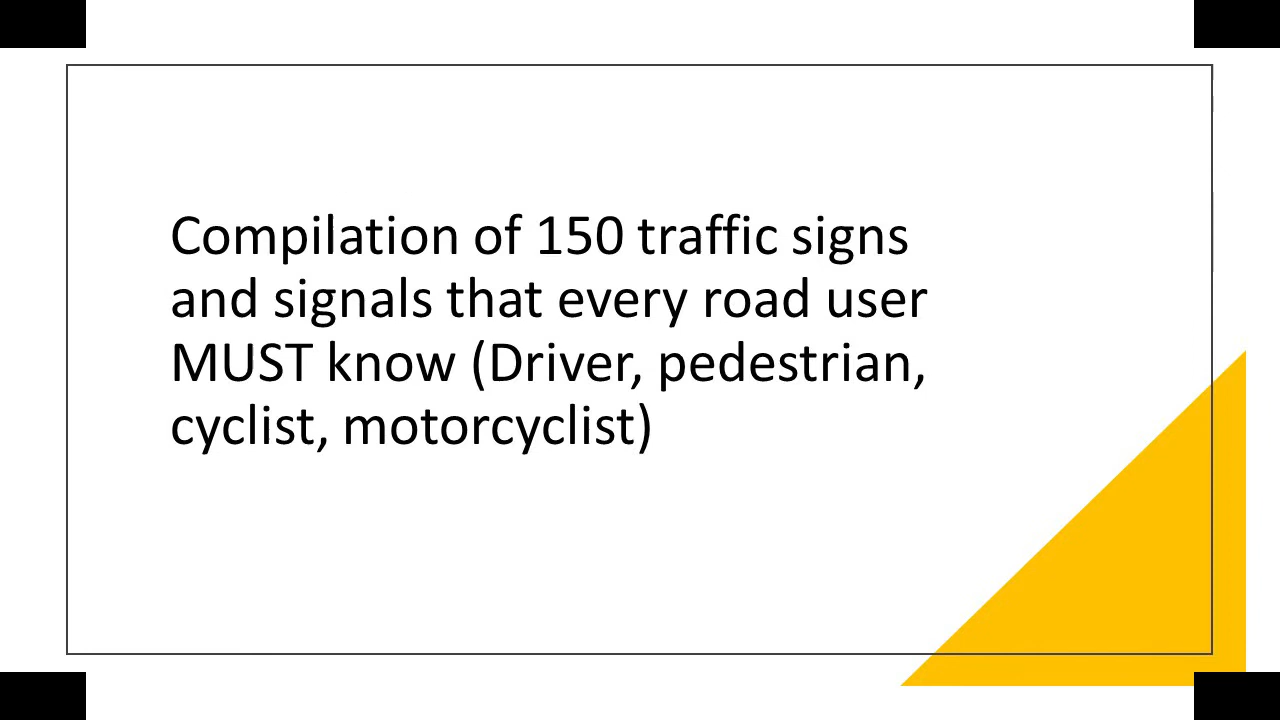 Compilation of 150 traffic signs
and signals that every road user
MUST know (Driver, pedestrian,
cyclist, motorcyclist)